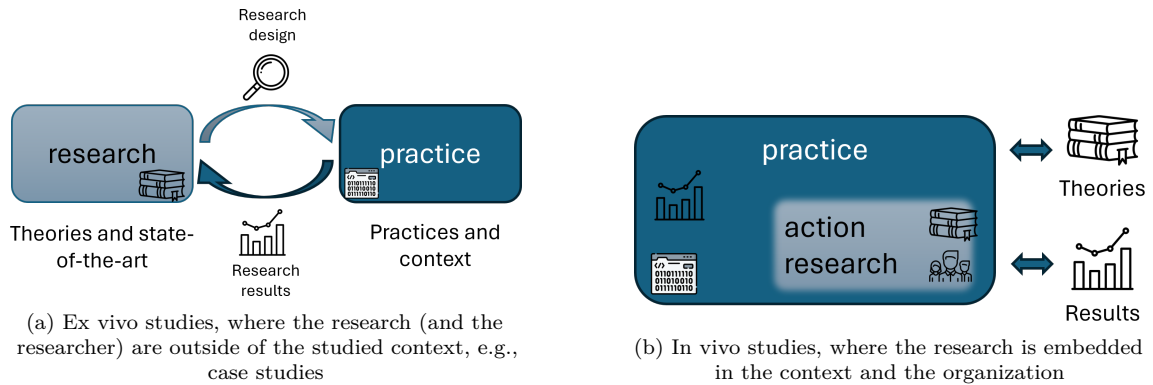 Research
design
research
practice
Theories and state-
of-the-art
Research
results
Practices and
context
(a) Ex vivo studies, where the research (and the
researcher) are outside of the studied context, e.g.,
case studies
practice
action
research
Theories
Results
(b) In vivo studies, where the research is embedded
in the context and the organization